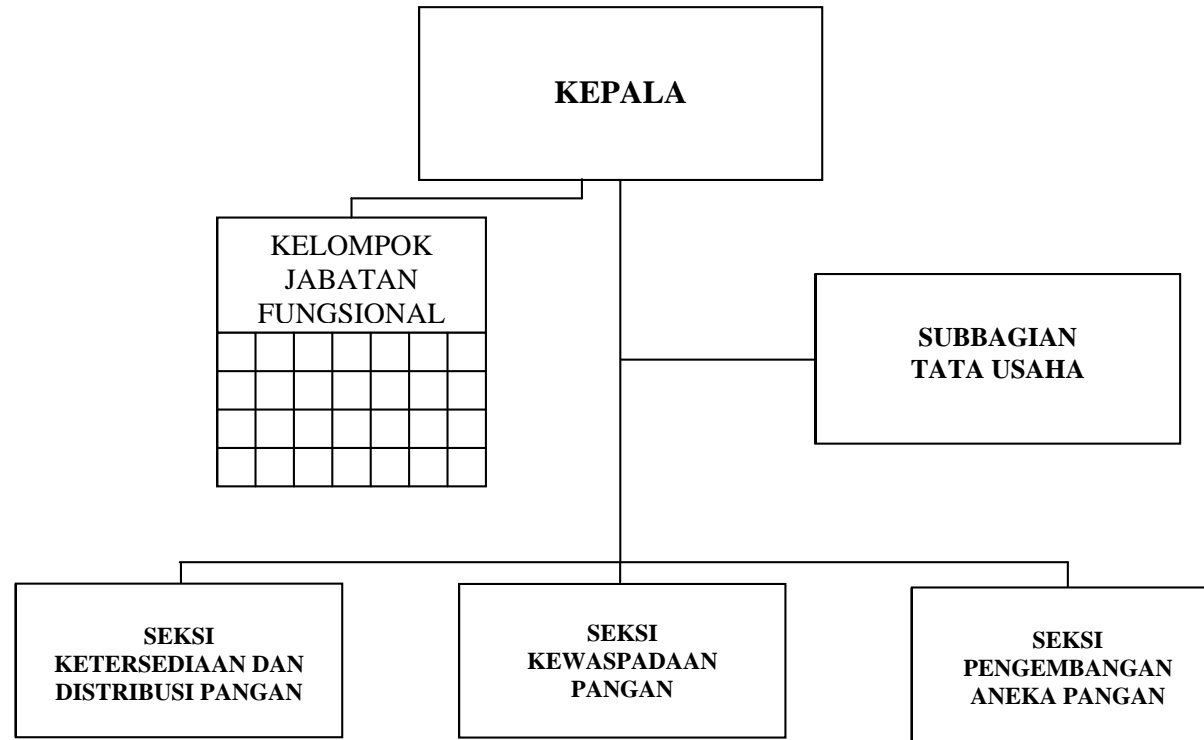 KEPALA
KELOMPOK
JABATAN
FUNGSIONAL
SUBBAGIAN
TATA USAHA
SEKSI
KETERSEDIAAN DAN
DISTRIBUSI PANGAN
SEKSI
KEWASPADAAN
PANGAN
SEKSI
PENGEMBANGAN
ANEKA PANGAN